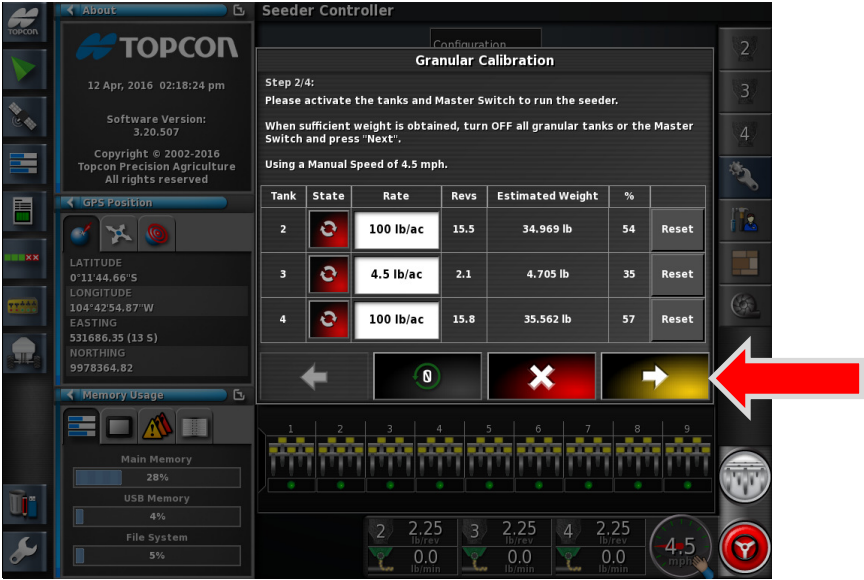 About
Seeder Controller
TOPCON
TOPCON
12 Apr, 2016 02:18:24 pm
Software Version:
3.20.507
Copyright © 2002-2016
Topcon Precision Agriculture
All rights reserved
GPS Position
LATITUDE
0°11'44.66"S
LONGITUDE
104°42'54.87"W
EASTING
531686.35 (13 S)
NORTHING
9978364.82
Memory Usage
Main Memory
28%
USB Memory
4%
File System
5%
Configuration
Granular Calibration
Step 2/4:
Please activate the tanks and Master Switch to run the seeder.
When sufficient weight is obtained, turn OFF all granular tanks or the Master
Switch and press "Next".
Using a Manual Speed of 4.5 mph.
Tank State Rate Revs Estimated Weight %
2 100 lb/ac 15.5 34.969 lb 54 Reset
3 4.5 lb/ac 2.1 4.705 lb 35 Reset
4 100 lb/ac 15.8 35.562 lb 57 Reset
0
1 2 3 4 5 6 7 8 9
2 2.25 3 2.25 4 2.25
lb/rev lb/rev lb/rev
0.0 0.0 0.0
lb/min lb/min lb/min
4.5
mph
2
3
4